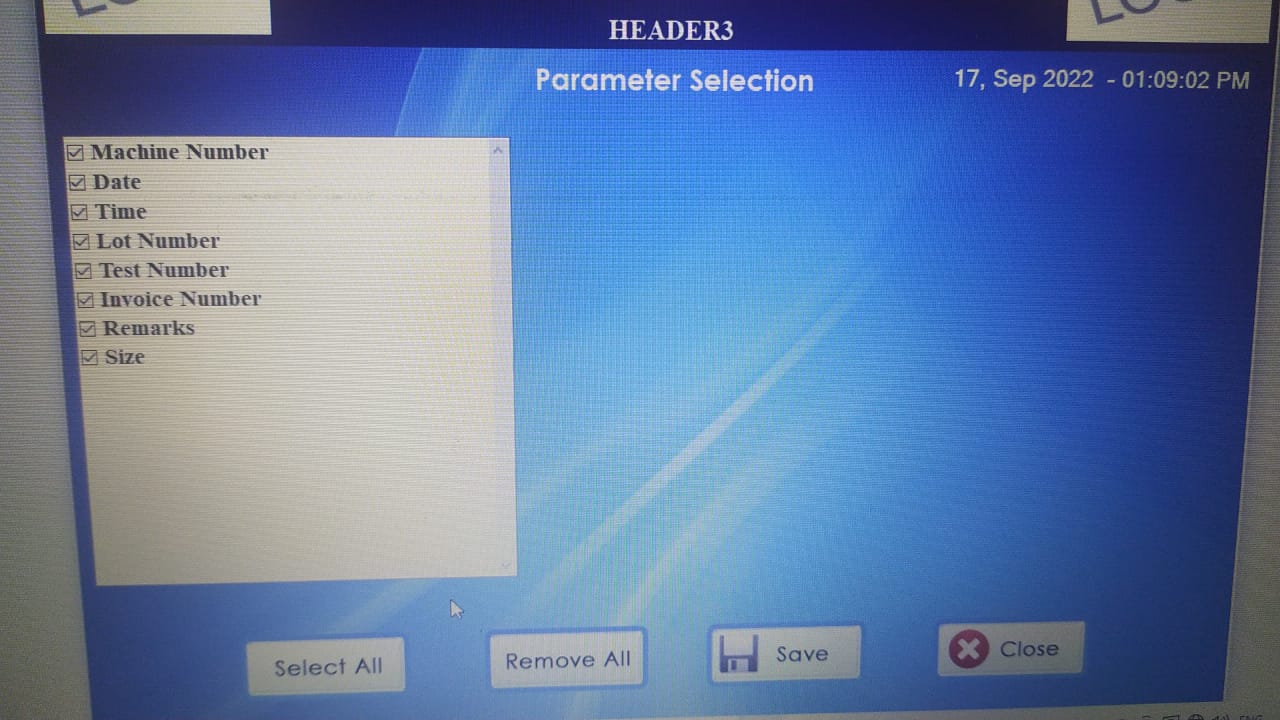 HEADER3
Parameter Selection
17, Sep 2022 - 01:09:02 PM
Machine Number
Date
Time
Lot Number
Test Number
Invoice Number
Remarks
Size
Select All
Remove All
Save
Close